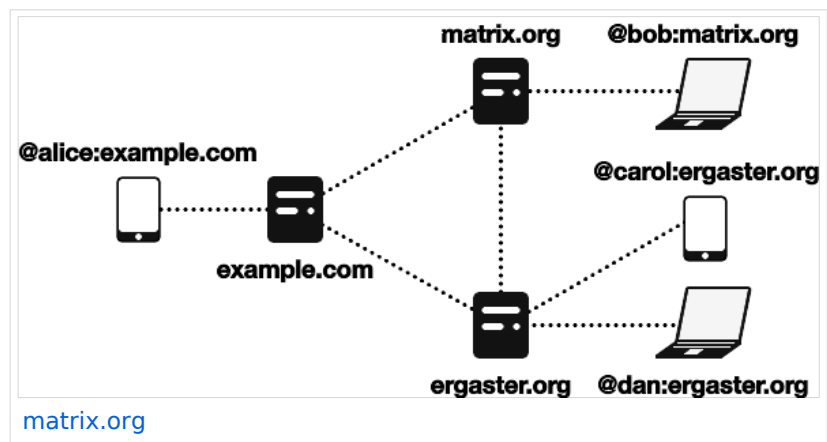 matrix.org
@bob:matrix.org
@alice:example.com
@carol:ergaster.org
example.com
ergaster.org
@dan:ergaster.org
matrix.org